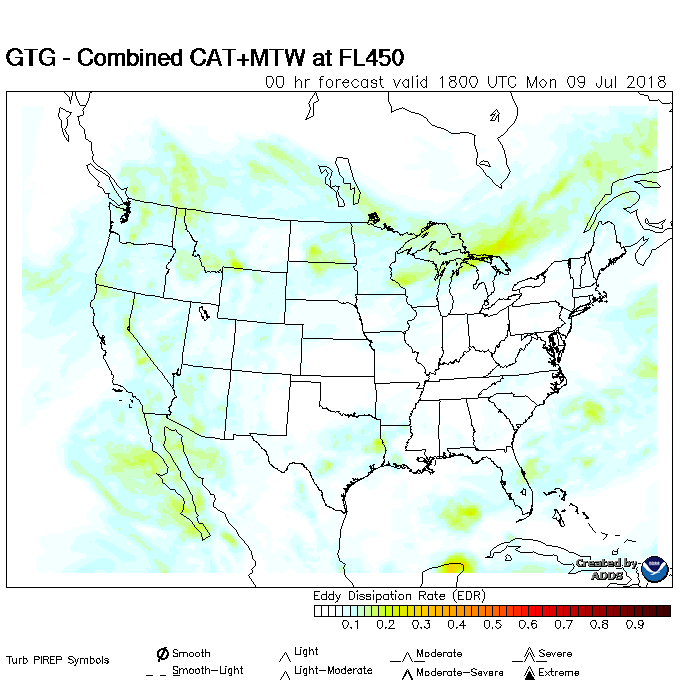 GTG - Combined CAT+MTW at FL450
00 hr forecast valid 1800 UTC Mon 09 Jul 2018
Created by
ADDS
Eddy Dissipation Rate (EDR)
0.1 0.2 0.3 0.4 0.5 0.6 0.7 0.8 0.9
Turb PIREP Symbols
Smooth Light Moderate Severe
Smooth-Light Light-Moderate Moderate-Severe Extreme